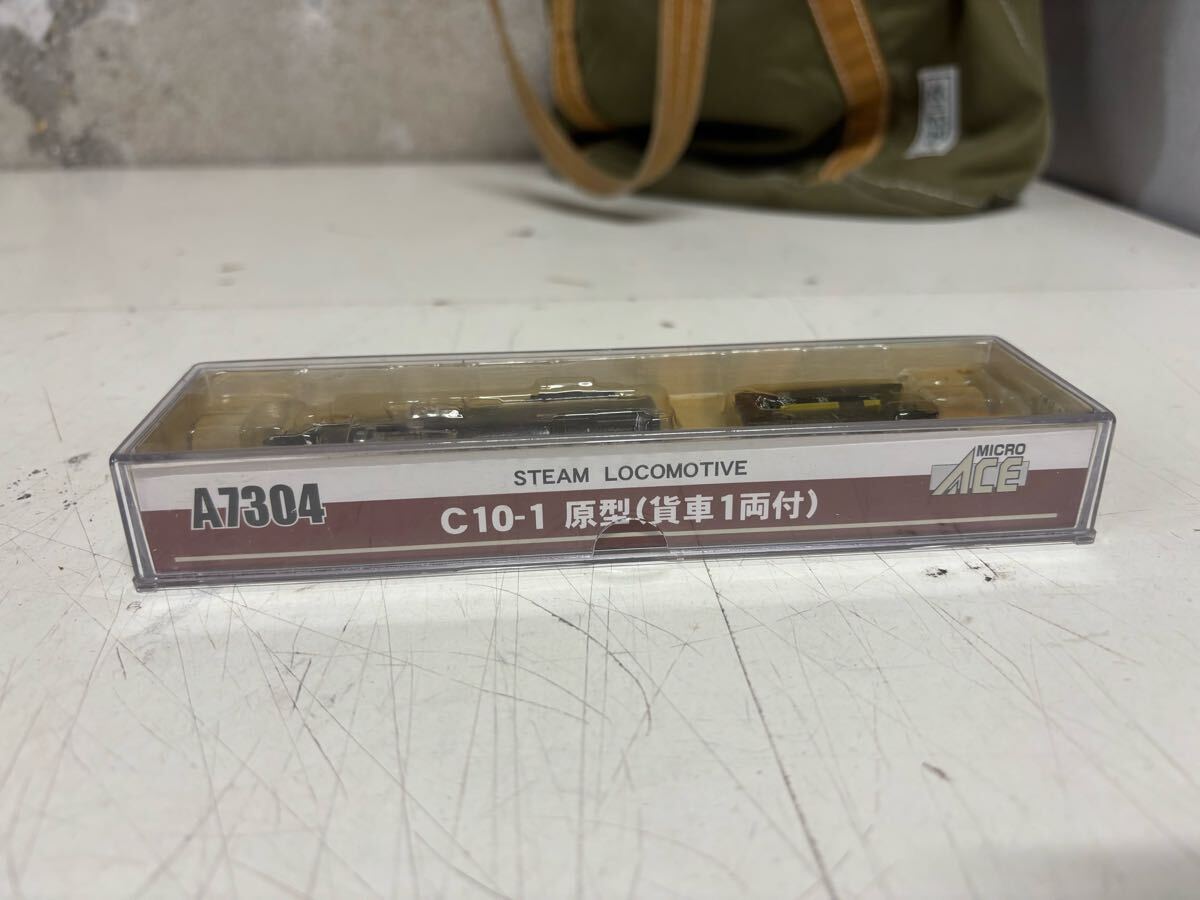 A7304
STEAM LOCOMOTIVE
C10-1 原型(貨車1両付)
MICRO
ACE